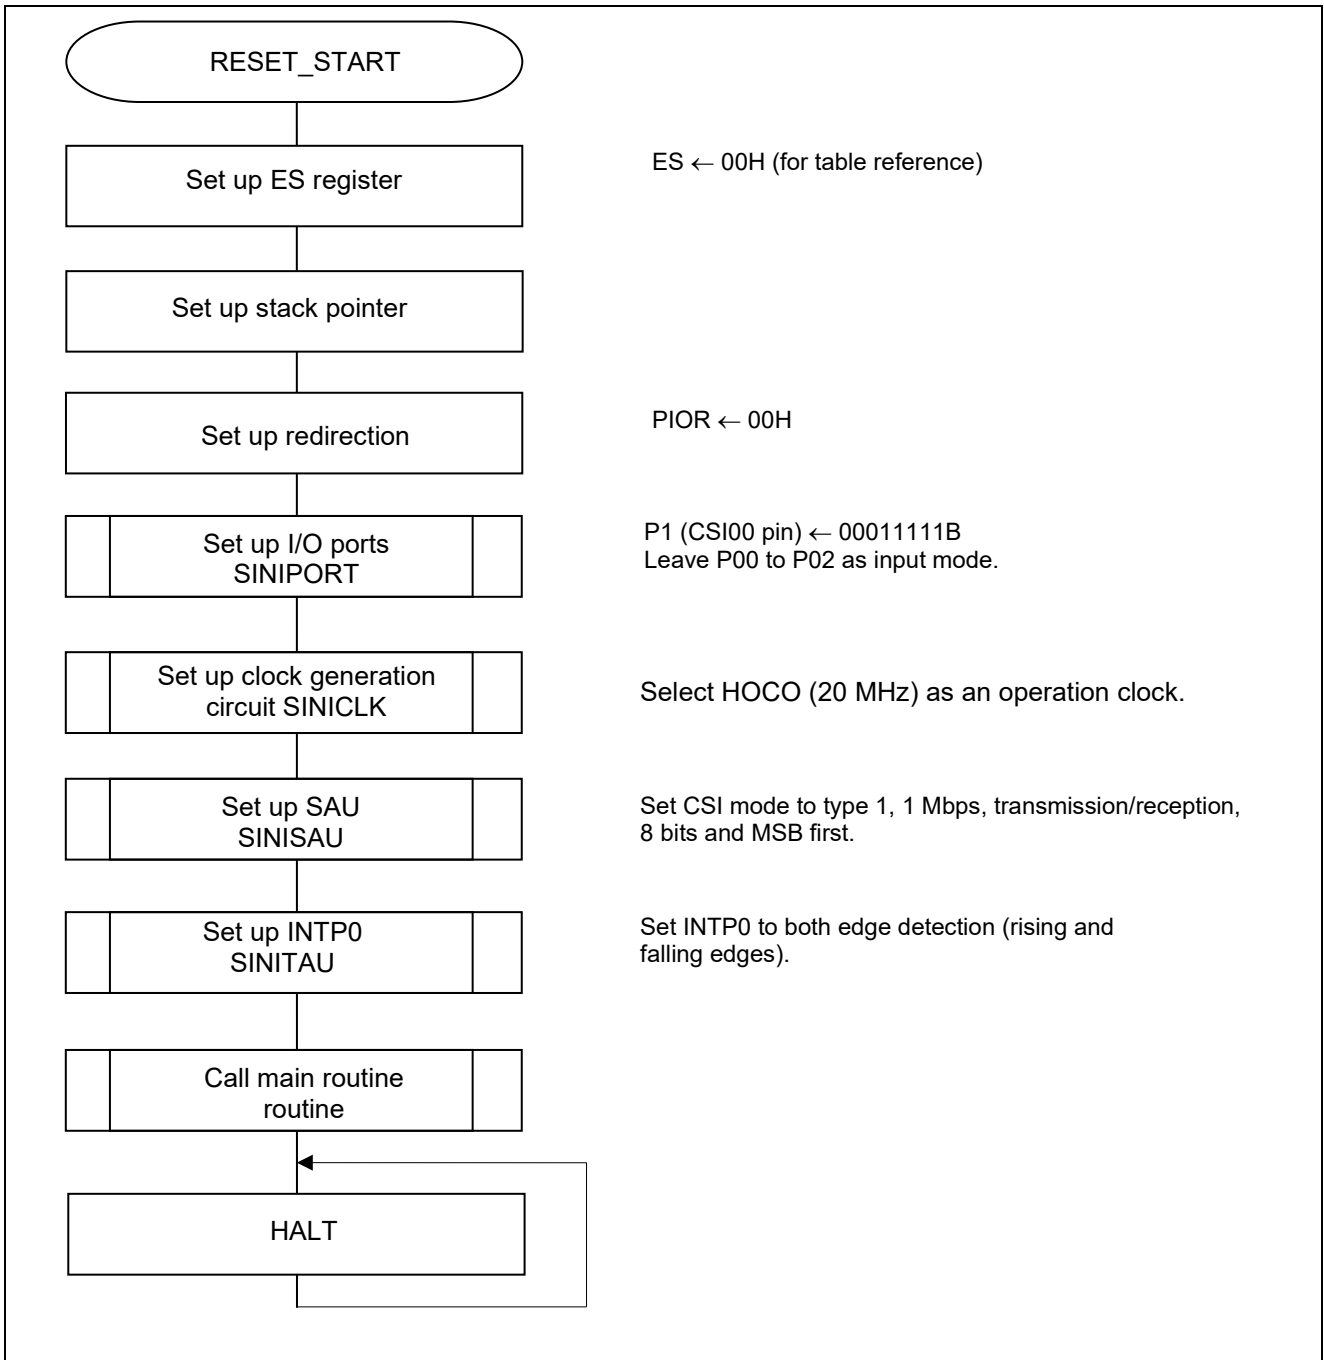 RESET_START
Set up ES register
ES ← 00H (for table reference)
Set up stack pointer
Set up redirection
PIOR ← 00H
Set up I/O ports
SINIPORT
P1 (CSI00 pin) ← 00011111B
Leave P00 to P02 as input mode.
Set up clock generation
circuit SINICLK
Select HOCO (20 MHz) as an operation clock.
Set up SAU
SINISAU
Set CSI mode to type 1, 1 Mbps, transmission/reception,
8 bits and MSB first.
Set up INTP0
SINITAU
Set INTP0 to both edge detection (rising and
falling edges).
Call main routine
routine
HALT